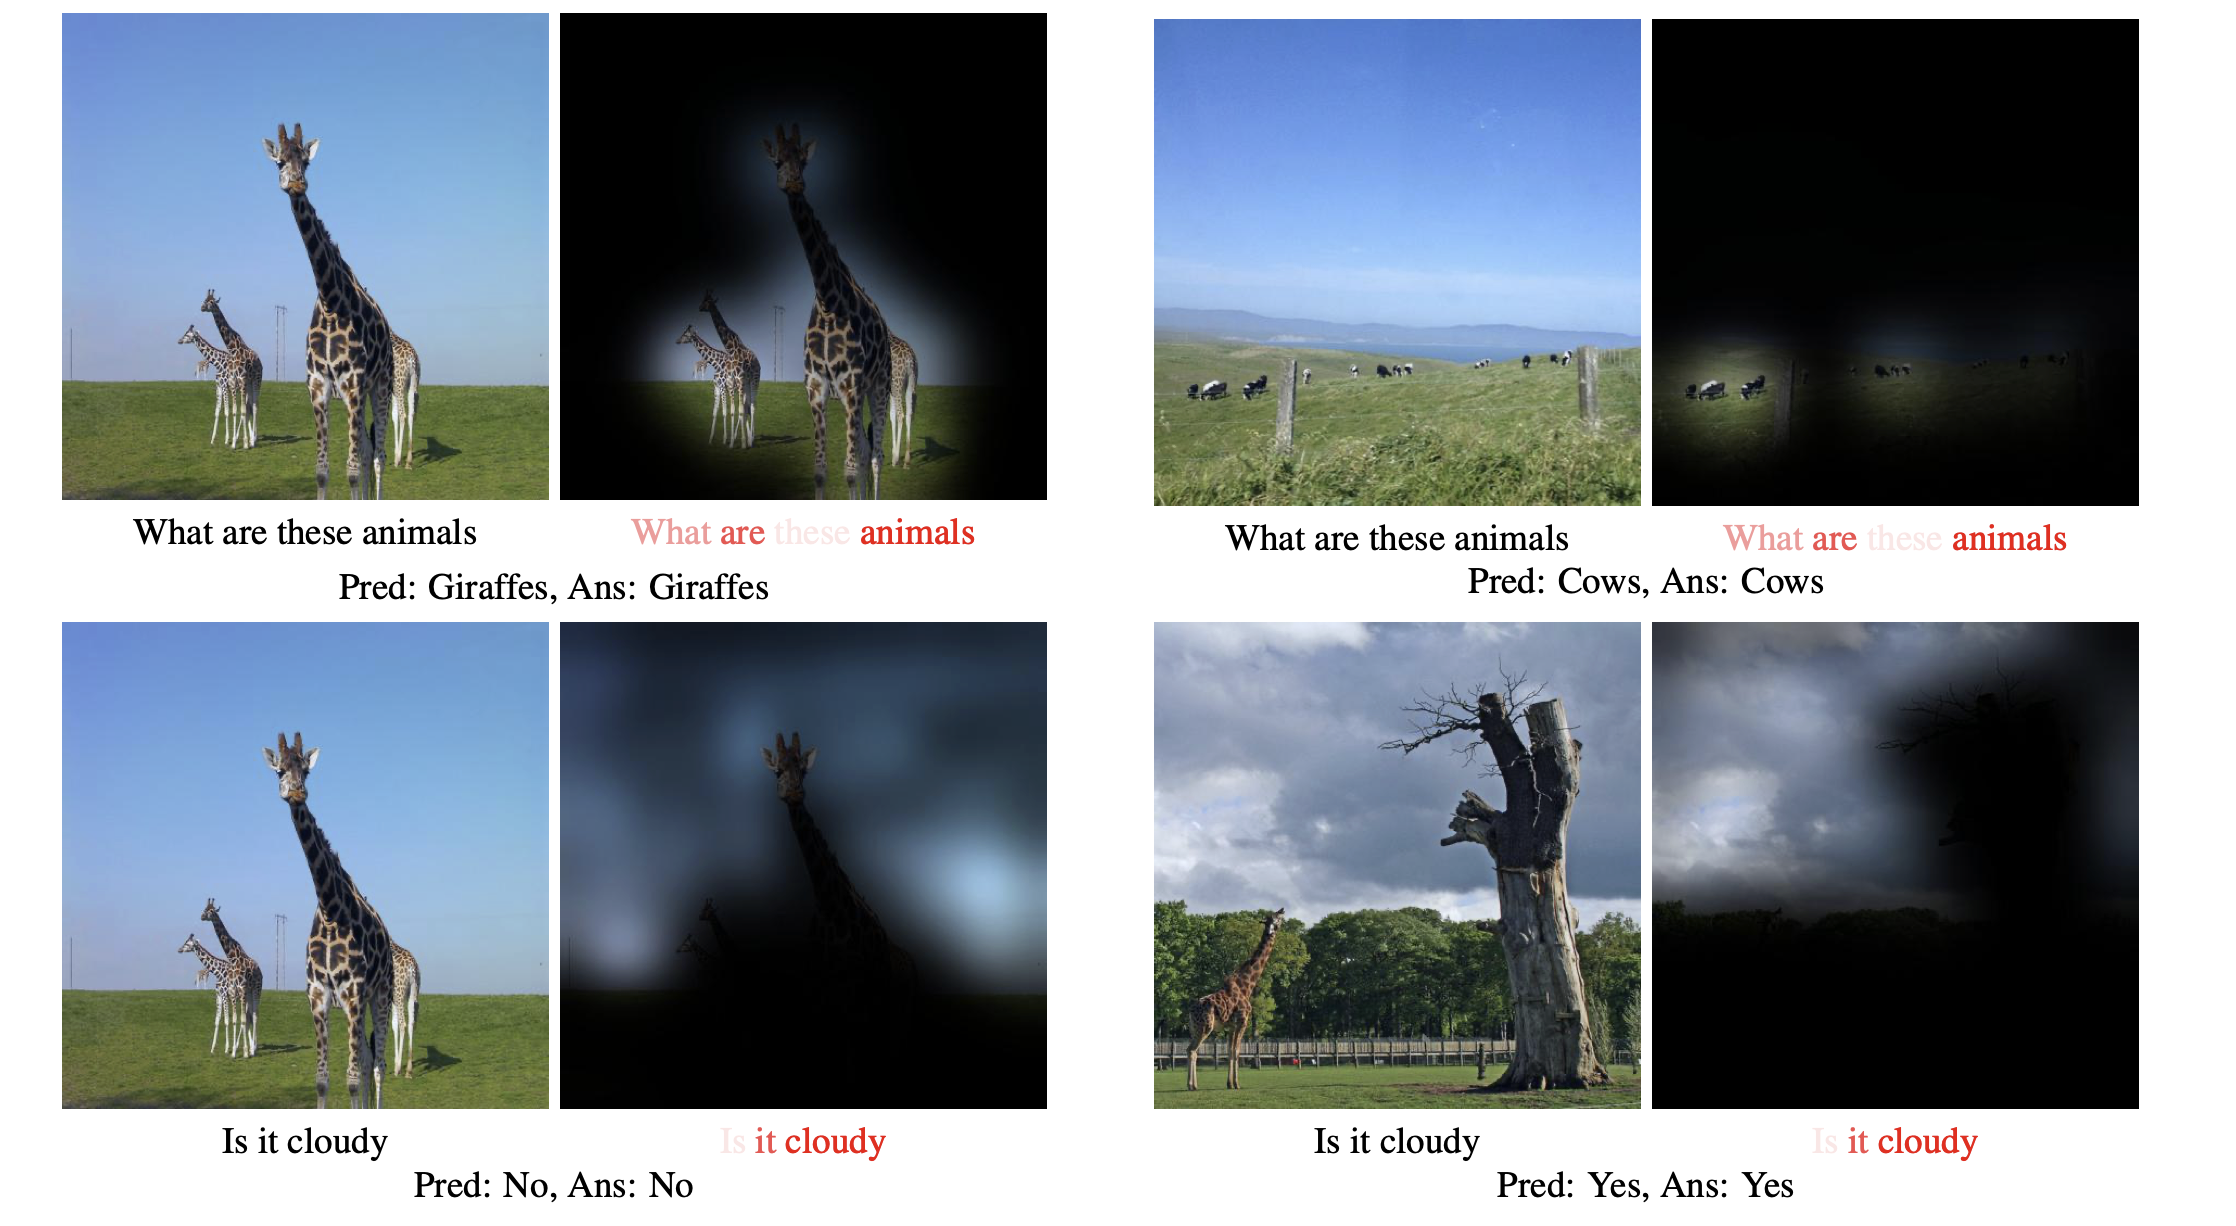 What are these animals
What are these animals
Pred: Giraffes, Ans: Giraffes
What are these animals
What are these animals
Pred: Cows, Ans: Cows
Is it cloudy
Is it cloudy
Pred: No, Ans: No
Is it cloudy
Is it cloudy
Pred: Yes, Ans: Yes